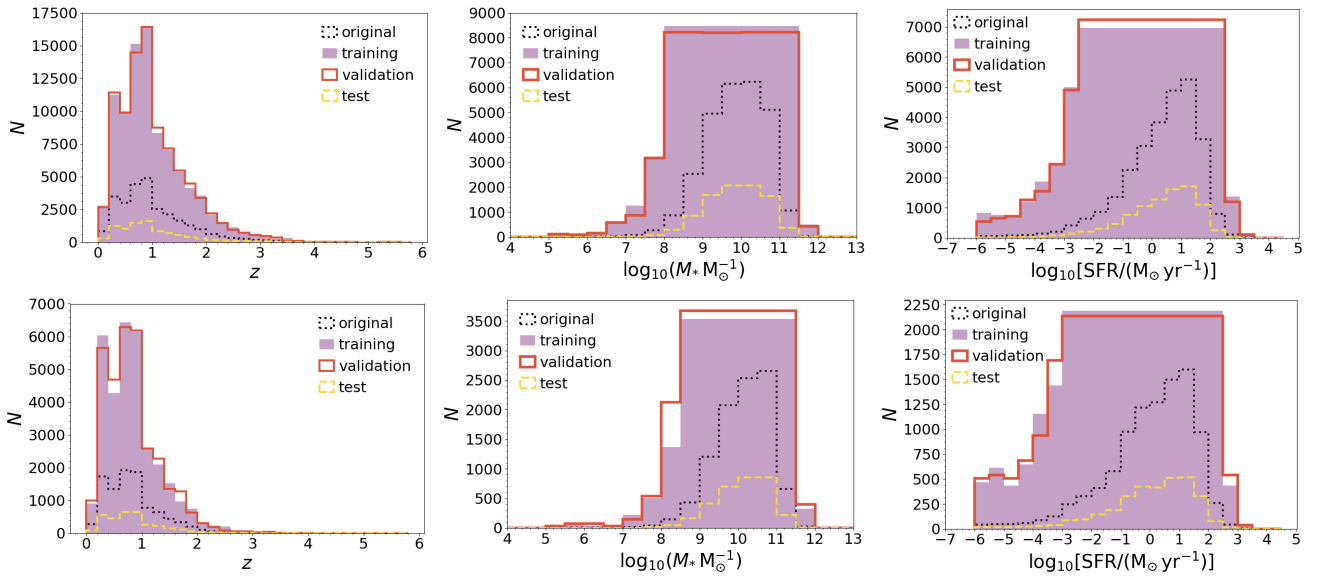 17500
15000
12500
10000
7500
5000
2500
0
N
original
training
validation
test
0 1 2 3 4 5 6
z
9000
8000
7000
6000
5000
4000
3000
2000
1000
0
N
original
training
validation
test
4 5 6 7 8 9 10 11 12 13
log₁₀(M* M⊙⁻¹)
7000
6000
5000
4000
3000
2000
1000
0
N
original
training
validation
test
−7 −6 −5 −4 −3 −2 −1 0 1 2 3 4 5
log₁₀[SFR/(M⊙ yr⁻¹)]
7000
6000
5000
4000
3000
2000
1000
0
N
original
training
validation
test
0 1 2 3 4 5 6
z
3500
3000
2500
2000
1500
1000
500
0
N
original
training
validation
test
4 5 6 7 8 9 10 11 12 13
log₁₀(M* M⊙⁻¹)
2250
2000
1750
1500
1250
1000
750
500
250
0
N
original
training
validation
test
−7 −6 −5 −4 −3 −2 −1 0 1 2 3 4 5
log₁₀[SFR/(M⊙ yr⁻¹)]